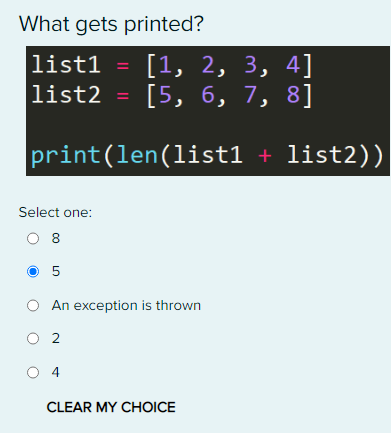 What gets printed?
list1 = [1, 2, 3, 4]
list2 = [5, 6, 7, 8]
print(len(list1 + list2))
Select one:
8
5
An exception is thrown
2
4
CLEAR MY CHOICE